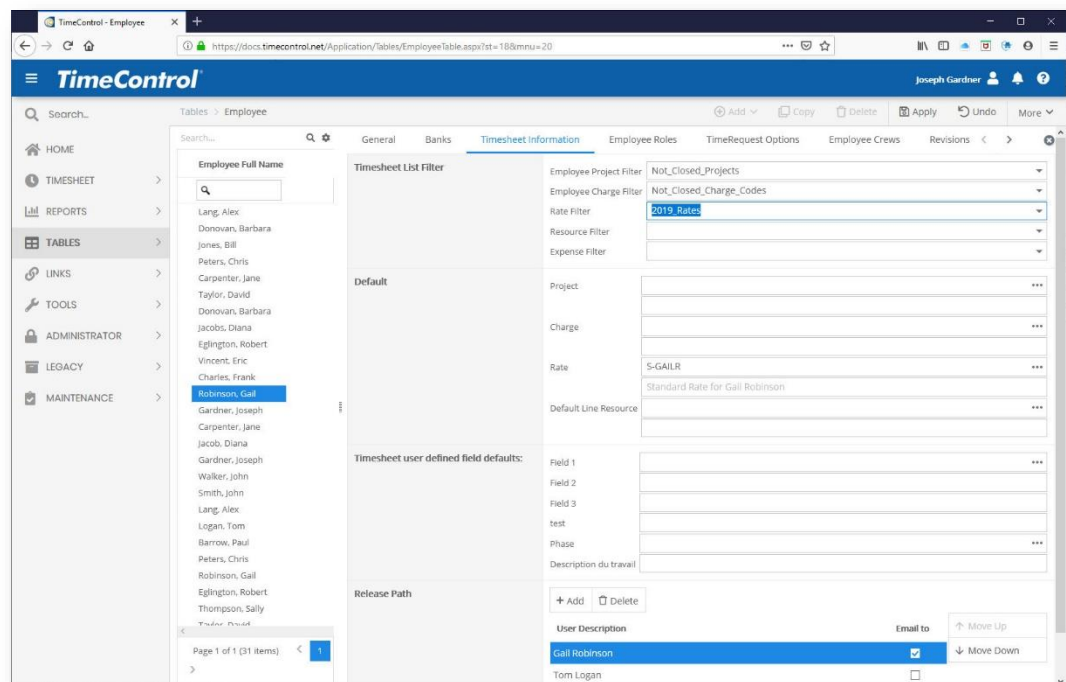 TimeControl - Employee
https://docs.timecontrol.net/Application/Tables/EmployeeTable.aspx?st=18&mnu=20
TimeControl
Joseph Gardner
Search...
Tables > Employee
Add
Copy
Delete
Apply
Undo
More
HOME
TIMESHEET
REPORTS
TABLES
LINKS
TOOLS
ADMINISTRATOR
LEGACY
MAINTENANCE
Search...
Employee Full Name
Lang, Alex
Donovan, Barbara
Jones, Bill
Peters, Chris
Carpenter, Jane
Taylor, David
Donovan, Barbara
Jacobs, Diana
Eglington, Robert
Vincent, Eric
Charles, Frank
Robinson, Gail
Gardner, Joseph
Carpenter, Jane
Jacob, Diana
Gardner, Joseph
Walker, John
Smith, John
Lang, Alex
Logan, Tom
Barrow, Paul
Peters, Chris
Robinson, Gail
Eglington, Robert
Thompson, Sally
Taylor, David
Page 1 of 1 (31 items) < 1
>
General Banks Timesheet Information Employee Roles TimeRequest Options Employee Crews Revisions < >
Timesheet List Filter
Employee Project Filter Not_Closed_Projects
Employee Charge Filter Not_Closed_Charge_Codes
Rate Filter 2019_Rates
Resource Filter
Expense Filter
Default
Project
Charge
Rate S-GAILR
Standard Rate for Gail Robinson
Default Line Resource
Timesheet user defined field defaults:
Field 1
Field 2
Field 3
test
Phase
Description du travail
Release Path
+ Add Delete
User Description Email to
Gail Robinson
Tom Logan
Move Up
Move Down